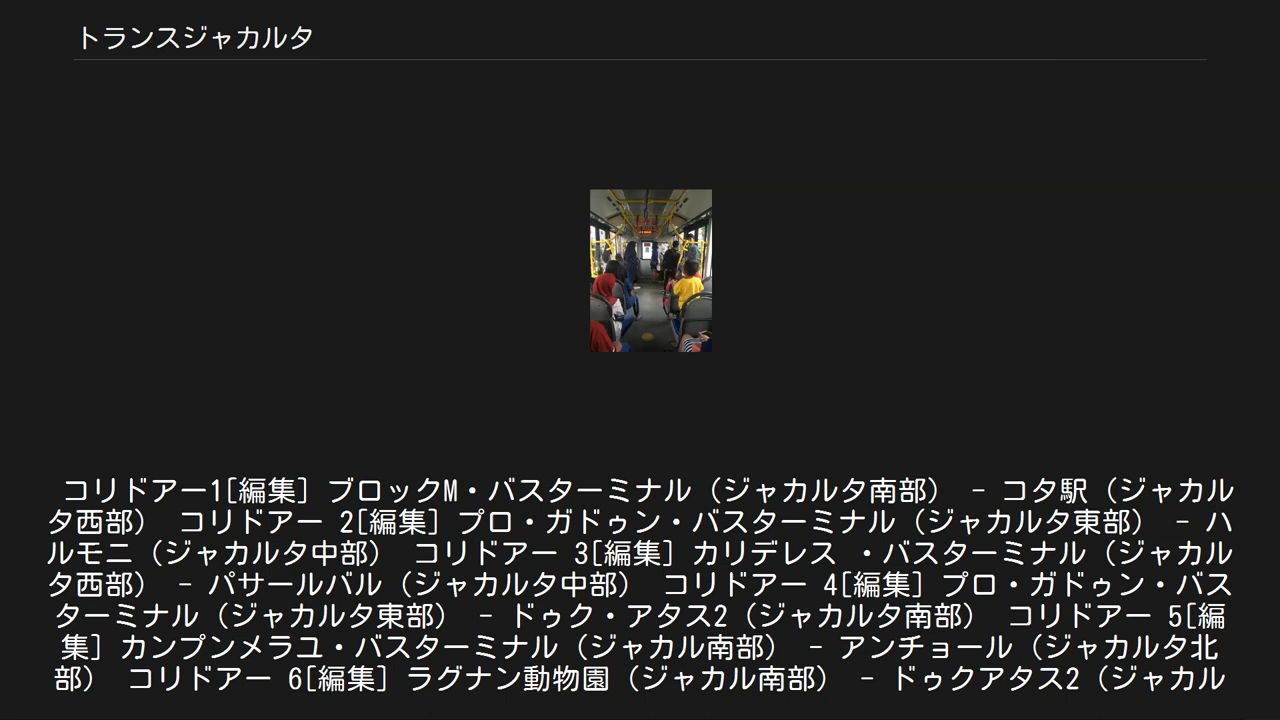 トランスジャカルタ
コリドアー1[編集] ブロックM・バスターミナル（ジャカルタ南部） - コタ駅（ジャカル
タ西部） コリドアー 2[編集] プロ・ガドゥン・バスターミナル（ジャカルタ東部） - ハ
ルモニ（ジャカルタ中部） コリドアー 3[編集] カリデレス ・バスターミナル（ジャカル
タ西部） - パサールバル（ジャカルタ中部） コリドアー 4[編集] プロ・ガドゥン・バス
ターミナル（ジャカルタ東部） - ドゥク・アタス2（ジャカルタ南部） コリドアー 5[編
集] カンプンメラユ・バスターミナル（ジャカル南部） - アンチョール（ジャカルタ北
部） コリドアー 6[編集] ラグナン動物園（ジャカル南部） - ドゥクアタス2（ジャカル